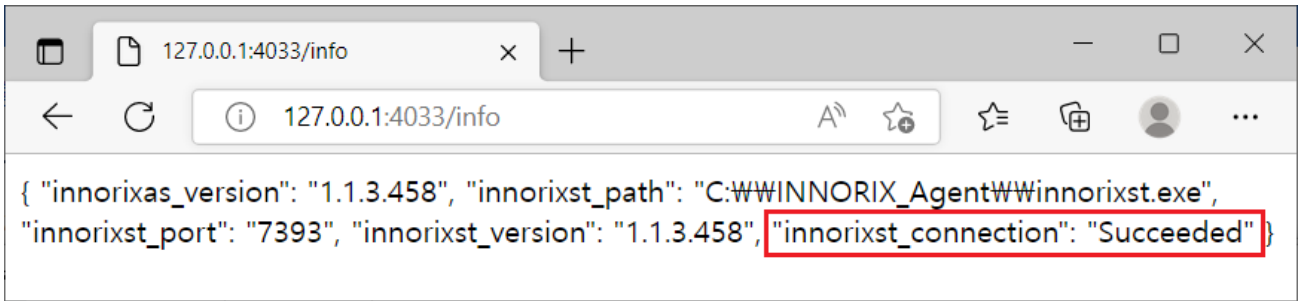 127.0.0.1:4033/info
127.0.0.1:4033/info
{ "innorixas_version": "1.1.3.458", "innorixst_path": "C:₩₩INNORIX_Agent₩₩innorixst.exe",
"innorixst_port": "7393", "innorixst_version": "1.1.3.458", "innorixst_connection": "Succeeded" }